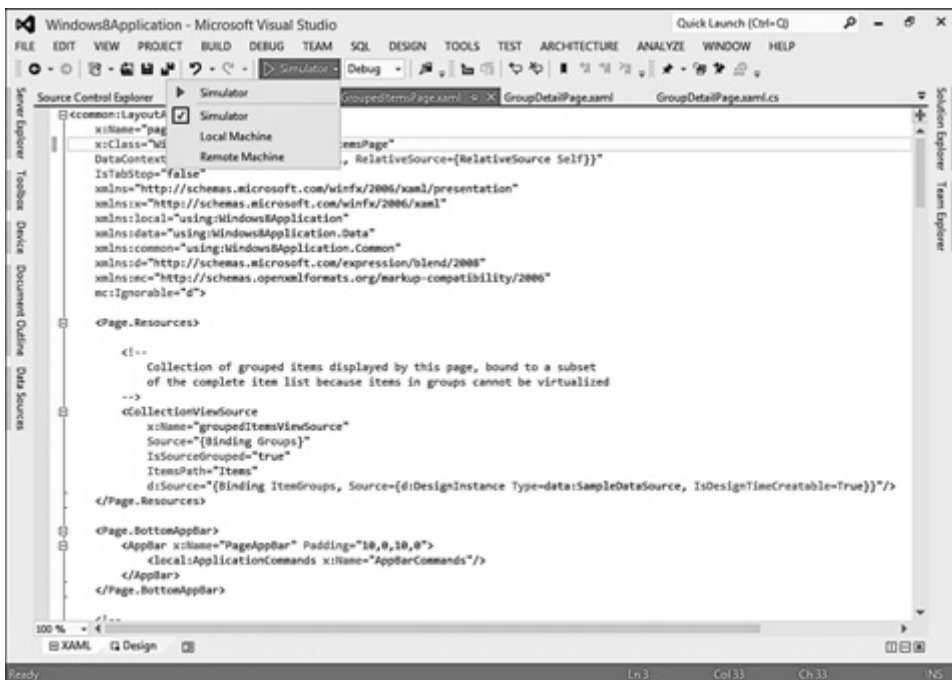 Windows8Application - Microsoft Visual Studio
Quick Launch (Ctrl+Q)
FILE EDIT VIEW PROJECT BUILD DEBUG TEAM SQL DESIGN TOOLS TEST ARCHITECTURE ANALYZE WINDOW HELP
Simulator Debug
Simulator
Simulator
Local Machine
Remote Machine
Source Control Explorer GroupedItemsPage.xaml GroupDetailPage.xaml GroupDetailPage.xaml.cs
Server Explorer
Toolbox
Device
Document Outline
Data Sources
Solution Explorer
Team Explorer
<common:LayoutA
x:Name="pag
x:Class="Wi emsPage"
DataContext , RelativeSource={RelativeSource Self}}"
IsTabStop="false"
xmlns="http://schemas.microsoft.com/winfx/2006/xaml/presentation"
xmlns:x="http://schemas.microsoft.com/winfx/2006/xaml"
xmlns:local="using:Windows8Application"
xmlns:data="using:Windows8Application.Data"
xmlns:common="using:Windows8Application.Common"
xmlns:d="http://schemas.microsoft.com/expression/blend/2008"
xmlns:mc="http://schemas.openxmlformats.org/markup-compatibility/2006"
mc:Ignorable="d">
<Page.Resources>
<!--
Collection of grouped items displayed by this page, bound to a subset
of the complete item list because items in groups cannot be virtualized
-->
<CollectionViewSource
x:Name="groupedItemsViewSource"
Source="{Binding Groups}"
IsSourceGrouped="true"
ItemsPath="Items"
d:Source="{Binding ItemGroups, Source={d:DesignInstance Type=data:SampleDataSource, IsDesignTimeCreatable=True}}"/>
</Page.Resources>
<Page.BottomAppBar>
<AppBar x:Name="PageAppBar" Padding="10,0,10,0">
<local:ApplicationCommands x:Name="AppBarCommands"/>
</AppBar>
</Page.BottomAppBar>
<!--
100 %
XAML Design
Ready Ln 3 Col 33 Ch 33 INS